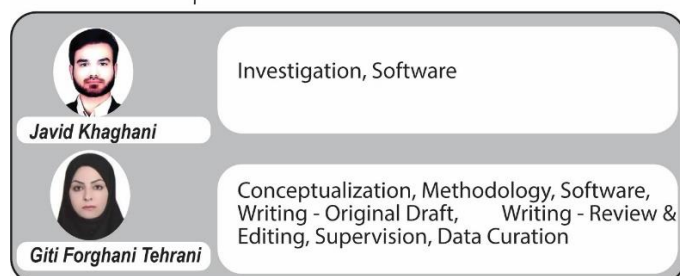 Investigation, Software
Javid Khaghani
Conceptualization, Methodology, Software,
Writing - Original Draft, Writing - Review &
Editing, Supervision, Data Curation
Giti Forghani Tehrani